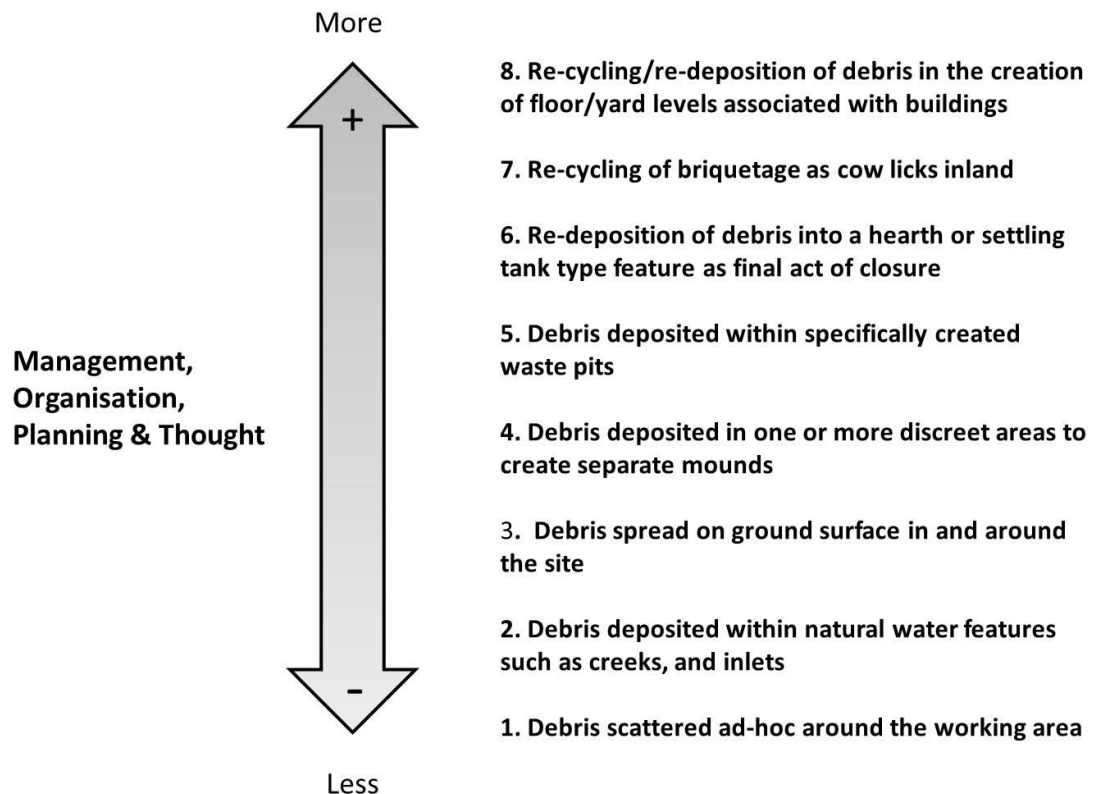 More
+
8. Re-cycling/re-deposition of debris in the creation
of floor/yard levels associated with buildings
7. Re-cycling of briquetage as cow licks inland
6. Re-deposition of debris into a hearth or settling
tank type feature as final act of closure
5. Debris deposited within specifically created
waste pits
Management,
Organisation,
Planning & Thought
4. Debris deposited in one or more discreet areas to
create separate mounds
3. Debris spread on ground surface in and around
the site
2. Debris deposited within natural water features
such as creeks, and inlets
-
1. Debris scattered ad-hoc around the working area
Less